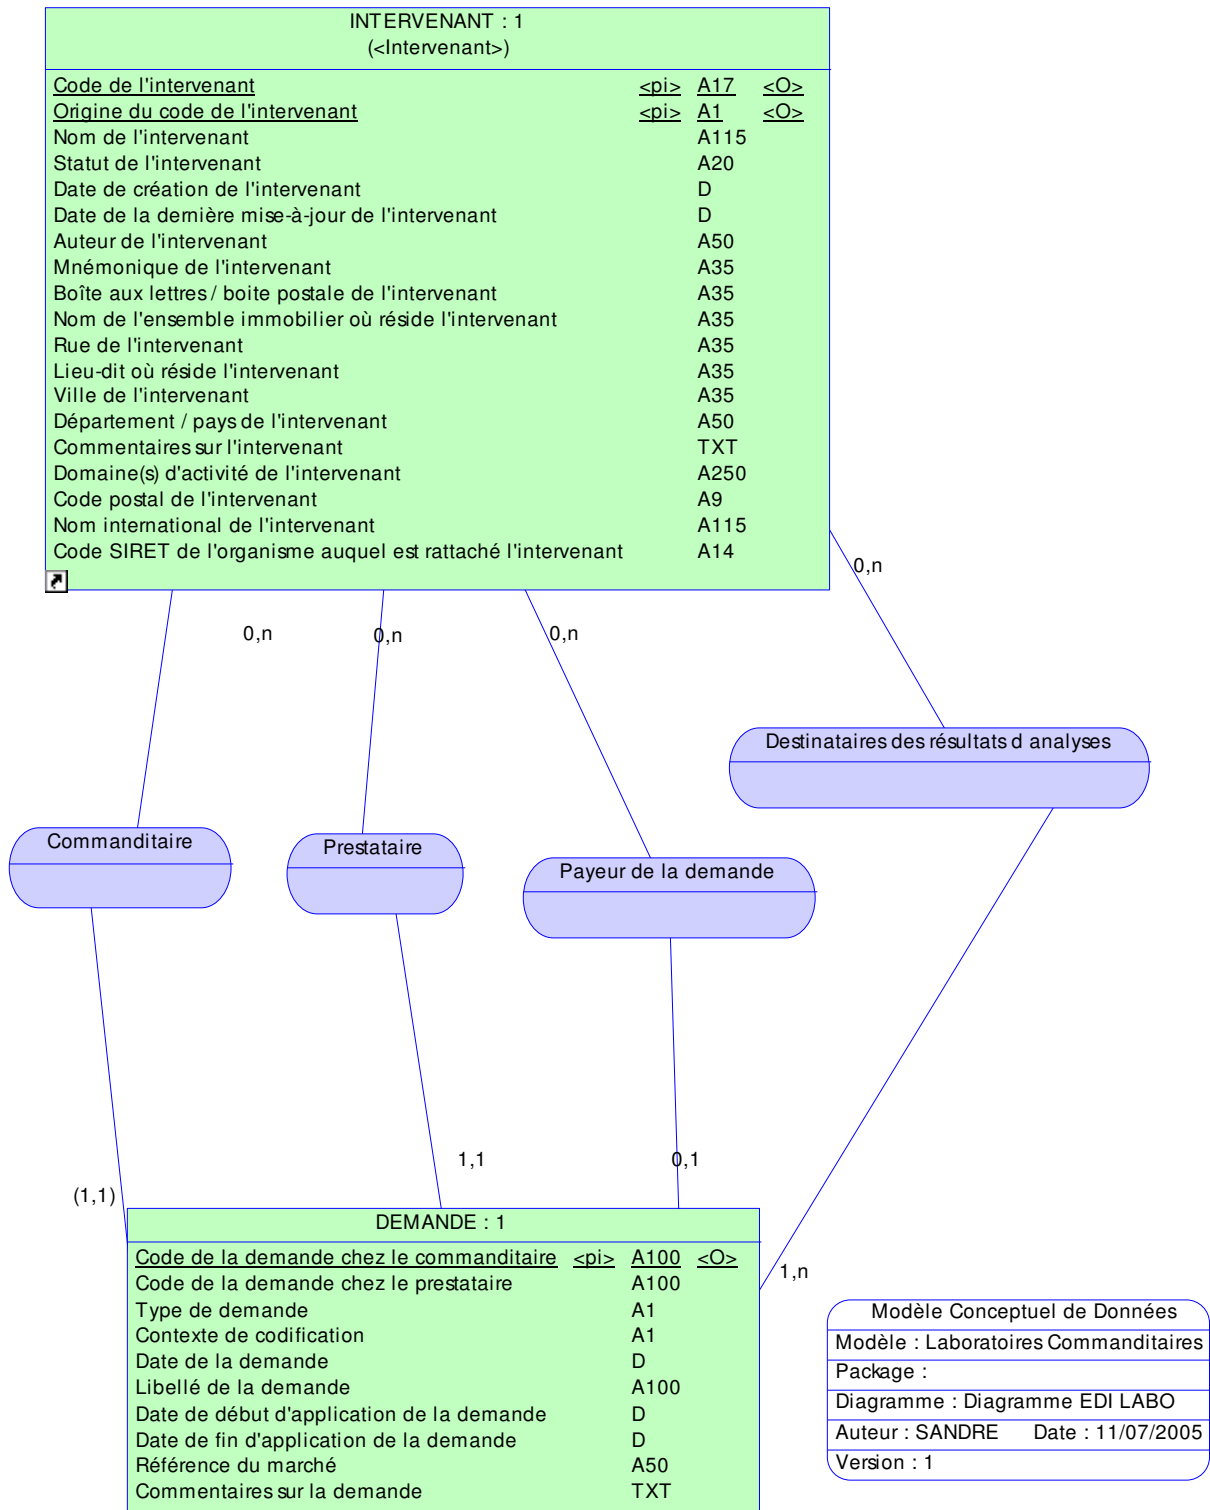 INTERVENANT : 1
(<Intervenant>)
Code de l'intervenant <pi> A17 <O>
Origine du code de l'intervenant <pi> A1 <O>
Nom de l'intervenant A115
Statut de l'intervenant A20
Date de création de l'intervenant D
Date de la dernière mise-à-jour de l'intervenant D
Auteur de l'intervenant A50
Mnémonique de l'intervenant A35
Boîte aux lettres / boite postale de l'intervenant A35
Nom de l'ensemble immobilier où réside l'intervenant A35
Rue de l'intervenant A35
Lieu-dit où réside l'intervenant A35
Ville de l'intervenant A35
Département / pays de l'intervenant A50
Commentaires sur l'intervenant TXT
Domaine(s) d'activité de l'intervenant A250
Code postal de l'intervenant A9
Nom international de l'intervenant A115
Code SIRET de l'organisme auquel est rattaché l'intervenant A14
0,n
0,n
0,n
0,n
Destinataires des résultats d analyses
Commanditaire
Prestataire
Payeur de la demande
1,1
0,1
(1,1)
1,n
DEMANDE : 1
Code de la demande chez le commanditaire <pi> A100 <O>
Code de la demande chez le prestataire A100
Type de demande A1
Contexte de codification A1
Date de la demande D
Libellé de la demande A100
Date de début d'application de la demande D
Date de fin d'application de la demande D
Référence du marché A50
Commentaires sur la demande TXT
Modèle Conceptuel de Données
Modèle : Laboratoires Commanditaires
Package :
Diagramme : Diagramme EDI LABO
Auteur : SANDRE Date : 11/07/2005
Version : 1